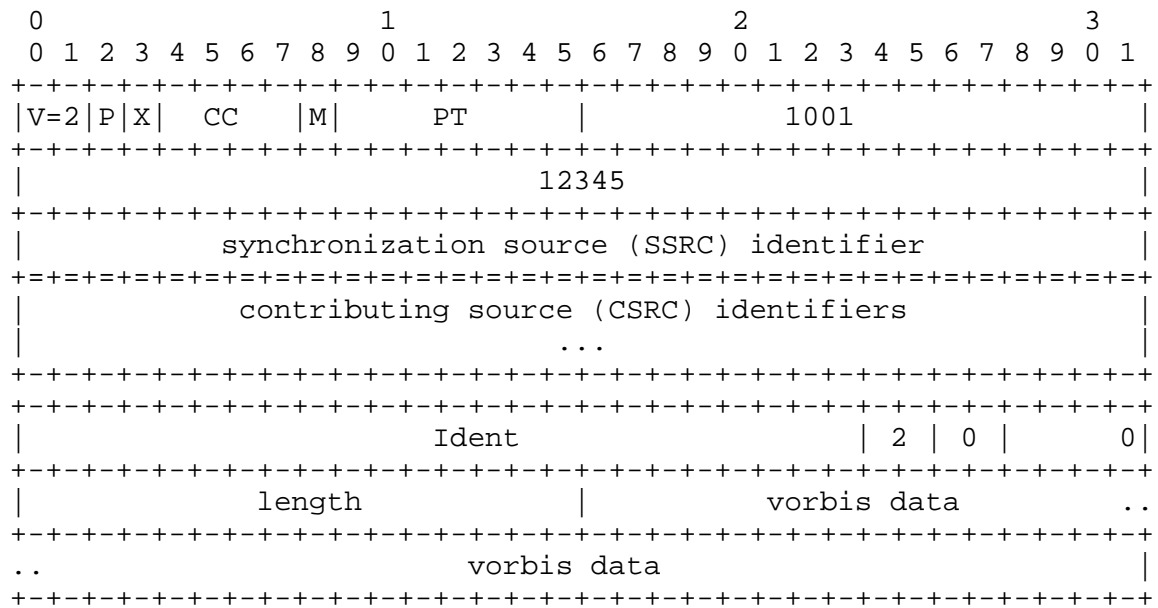 0                   1                   2                   3
 0 1 2 3 4 5 6 7 8 9 0 1 2 3 4 5 6 7 8 9 0 1 2 3 4 5 6 7 8 9 0 1
+-+-+-+-+-+-+-+-+-+-+-+-+-+-+-+-+-+-+-+-+-+-+-+-+-+-+-+-+-+-+-+-+
|V=2|P|X|  CC   |M|     PT      |           1001                |
+-+-+-+-+-+-+-+-+-+-+-+-+-+-+-+-+-+-+-+-+-+-+-+-+-+-+-+-+-+-+-+-+
|                             12345                             |
+-+-+-+-+-+-+-+-+-+-+-+-+-+-+-+-+-+-+-+-+-+-+-+-+-+-+-+-+-+-+-+-+
|           synchronization source (SSRC) identifier            |
+=+=+=+=+=+=+=+=+=+=+=+=+=+=+=+=+=+=+=+=+=+=+=+=+=+=+=+=+=+=+=+=+
|            contributing source (CSRC) identifiers             |
|                              ...                              |
+-+-+-+-+-+-+-+-+-+-+-+-+-+-+-+-+-+-+-+-+-+-+-+-+-+-+-+-+-+-+-+-+
+-+-+-+-+-+-+-+-+-+-+-+-+-+-+-+-+-+-+-+-+-+-+-+-+-+-+-+-+-+-+-+-+
|                       Ident                   | 2 | 0 |      0|
+-+-+-+-+-+-+-+-+-+-+-+-+-+-+-+-+-+-+-+-+-+-+-+-+-+-+-+-+-+-+-+-+
|             length            |          vorbis data         ..
+-+-+-+-+-+-+-+-+-+-+-+-+-+-+-+-+-+-+-+-+-+-+-+-+-+-+-+-+-+-+-+-+
..                        vorbis data                           |
+-+-+-+-+-+-+-+-+-+-+-+-+-+-+-+-+-+-+-+-+-+-+-+-+-+-+-+-+-+-+-+-+